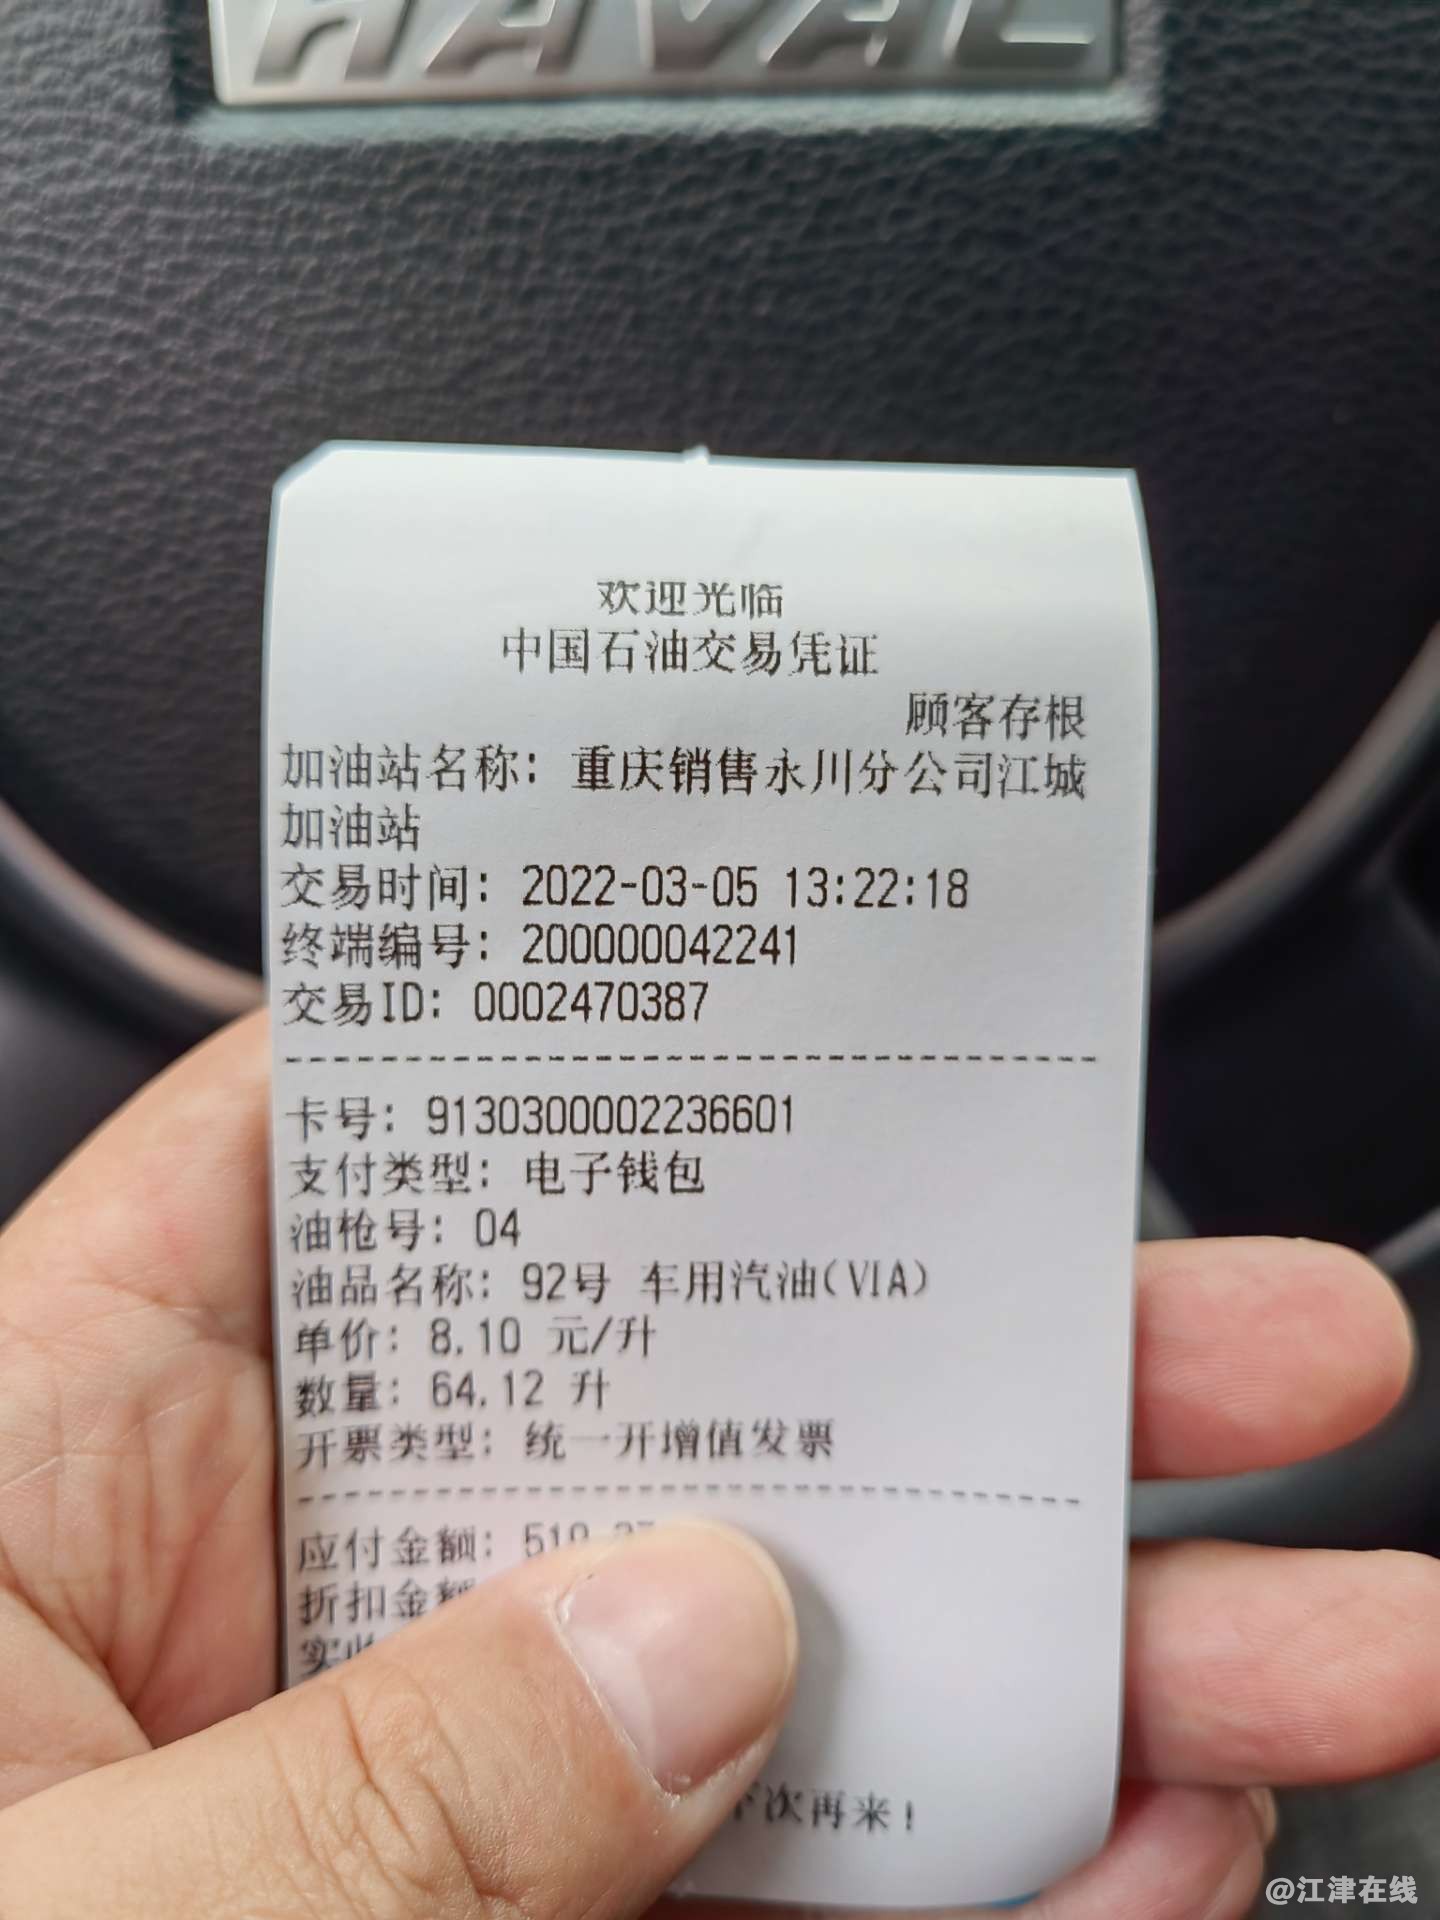 HAVAL
欢迎光临
中国石油交易凭证
顾客存根
加油站名称: 重庆销售永川分公司江城
加油站
交易时间: 2022-03-05 13:22:18
终端编号: 200000042241
交易ID: 0002470387
卡号: 9130300002236601
支付类型: 电子钱包
油枪号: 04
油品名称: 92号 车用汽油(VIA)
单价: 8.10 元/升
数量: 64.12 升
开票类型: 统一开增值发票
应付金额:
折扣金额
下次再来!
@江津在线